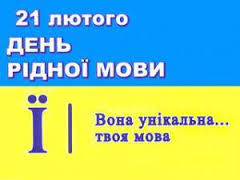 21 лютого
ДЕНЬ
РІДНОЇ МОВИ
Ї
Вона унікальна...
твоя мова